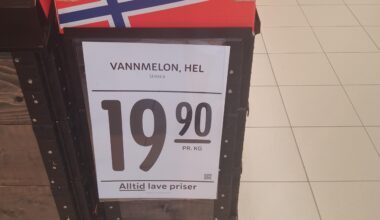 VANNMELON, HEL
19 90
PR. KG
Alltid lave priser